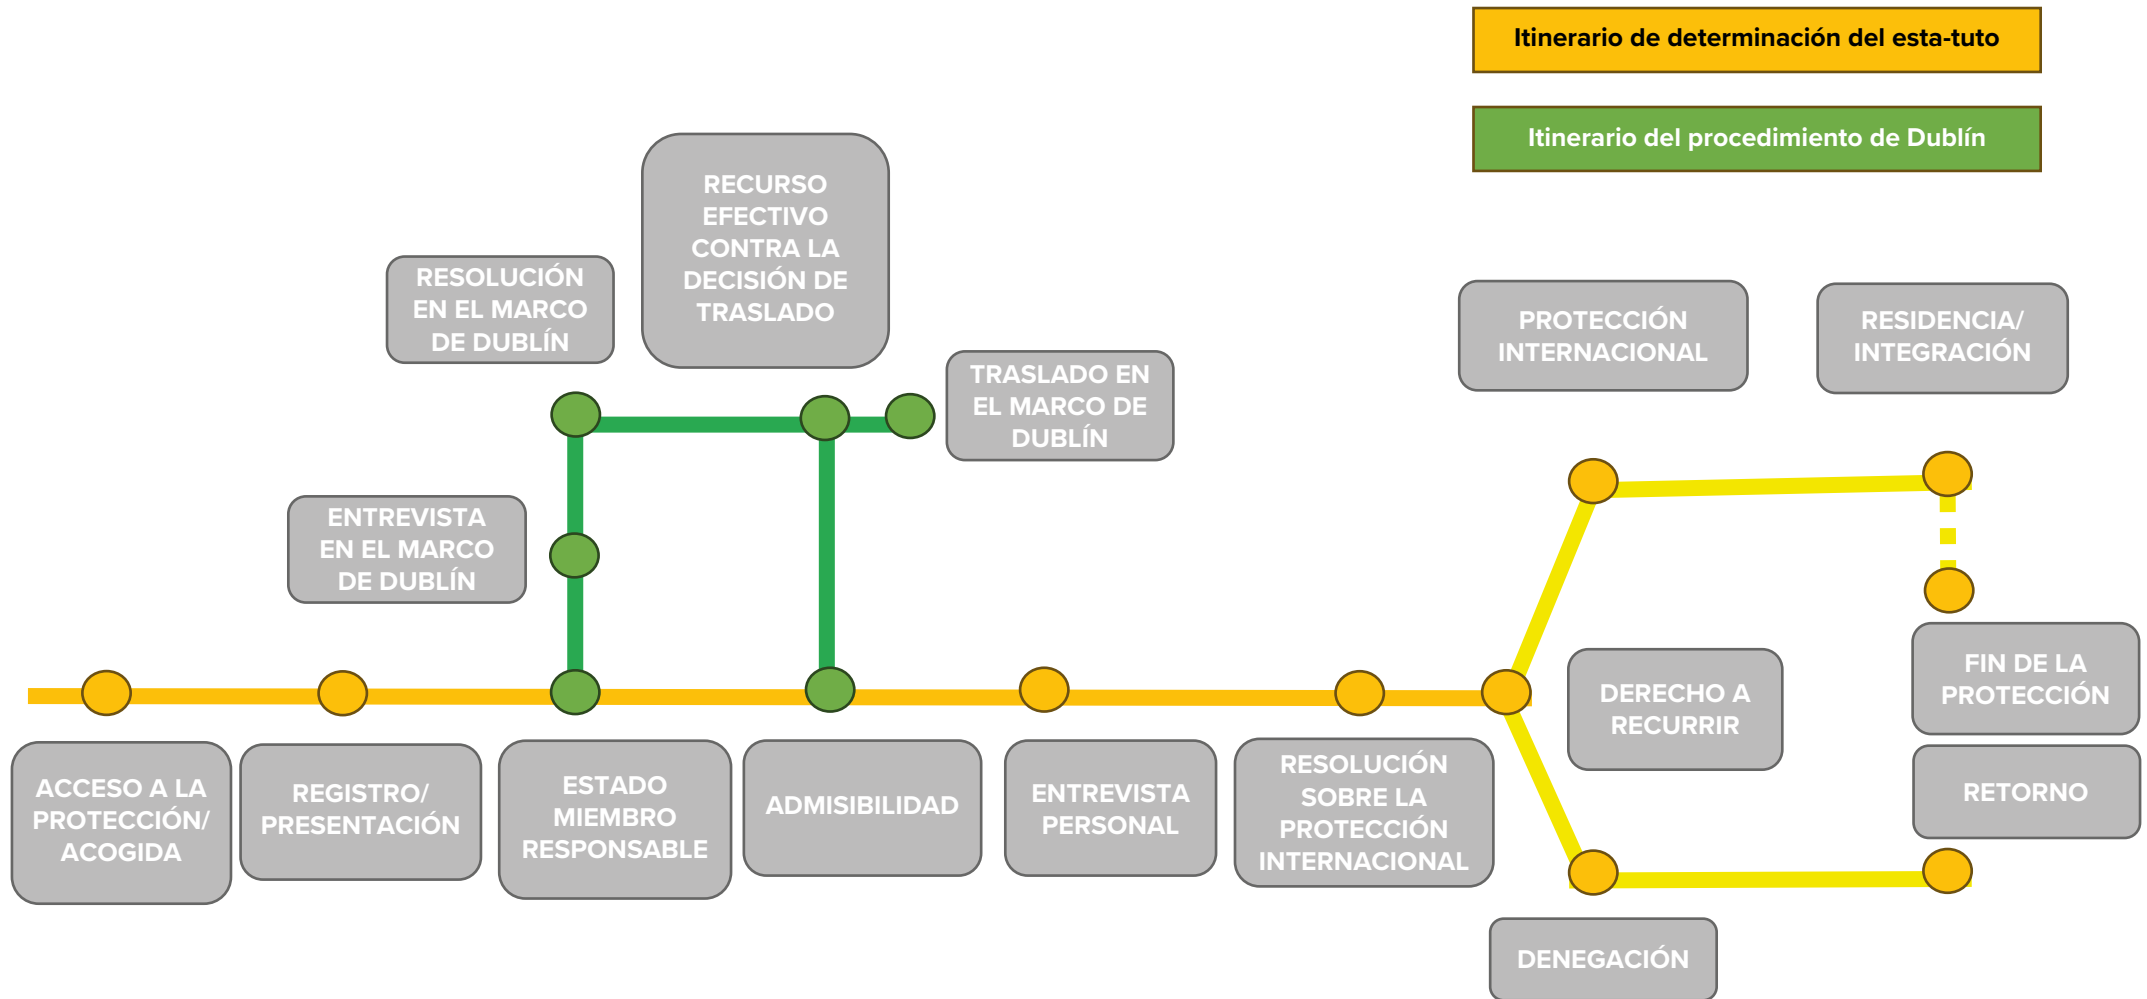 Itinerario de determinación del esta-tuto
Itinerario del procedimiento de Dublín
RECURSO
EFECTIVO
CONTRA LA
DECISIÓN DE
TRASLADO
RESOLUCIÓN
EN EL MARCO
DE DUBLÍN
TRASLADO EN
EL MARCO DE
DUBLÍN
ENTREVISTA
EN EL MARCO
DE DUBLÍN
PROTECCIÓN
INTERNACIONAL
RESIDENCIA/
INTEGRACIÓN
FIN DE LA
PROTECCIÓN
DERECHO A
RECURRIR
RETORNO
ACCESO A LA
PROTECCIÓN/
ACOGIDA
REGISTRO/
PRESENTACIÓN
ESTADO
MIEMBRO
RESPONSABLE
ADMISIBILIDAD
ENTREVISTA
PERSONAL
RESOLUCIÓN
SOBRE LA
PROTECCIÓN
INTERNACIONAL
DENEGACIÓN